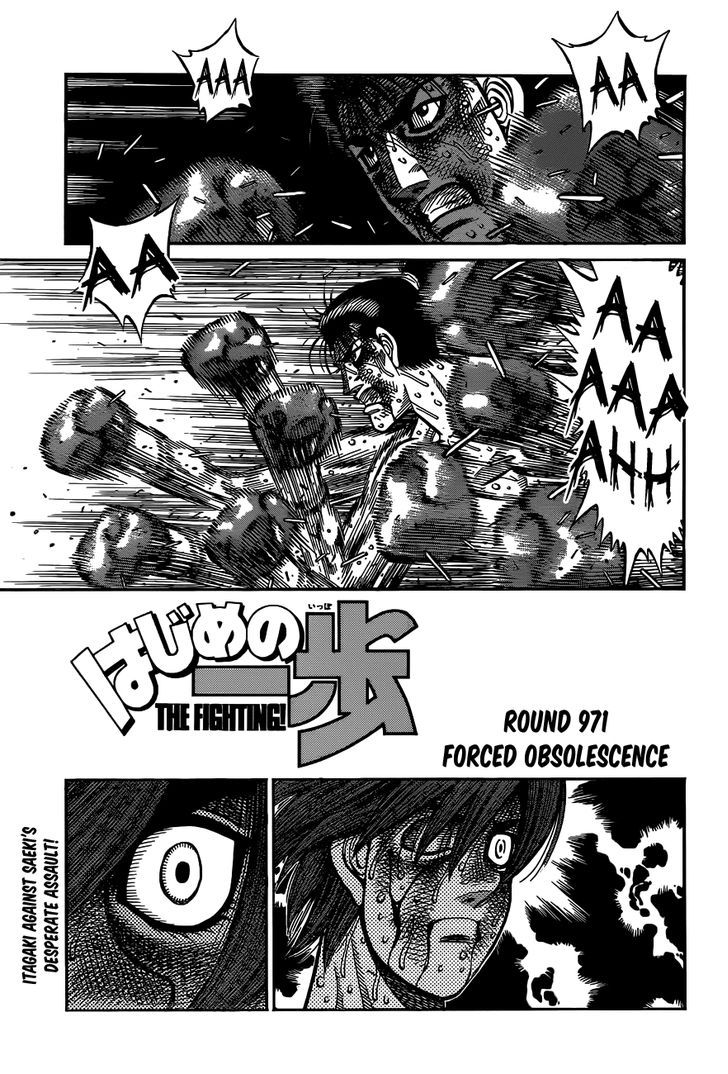 AA
AAA
AA
AA
AAA
AHH
はじめの一歩
いっぽ
THE FIGHTING!
ROUND 971
FORCED OBSOLESCENCE
ITAGAKI AGAINST SAEKI'S
DESPERATE ASSAULT!